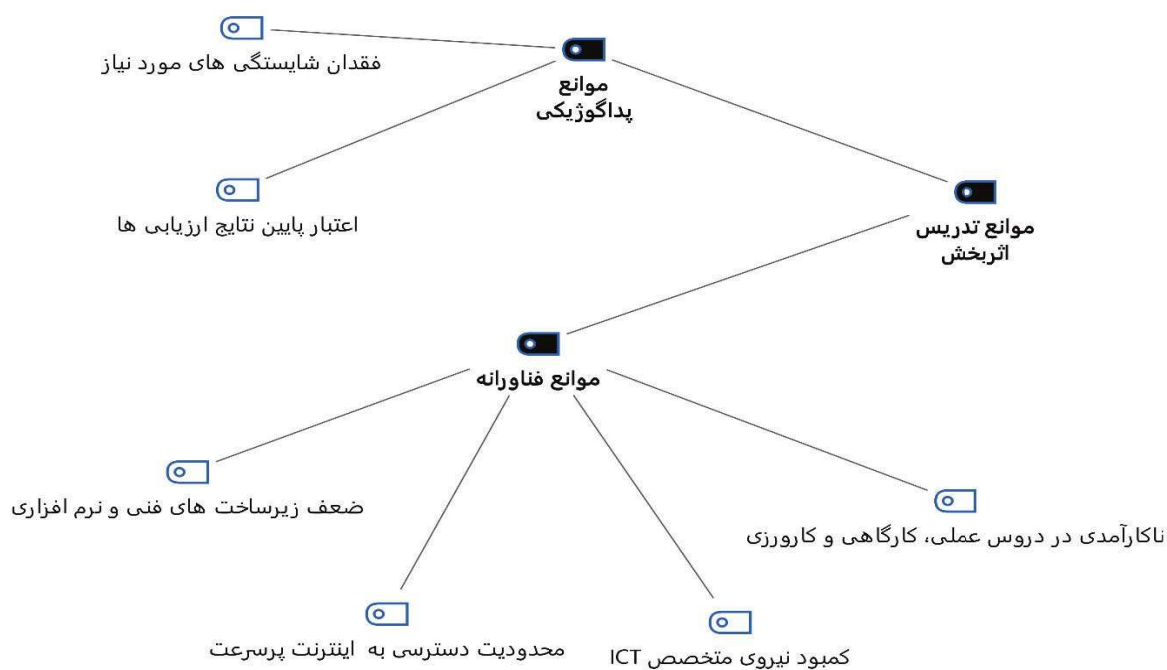 فقدان شایستگی های مورد نیاز
موانع
پداگوژیکی
اعتبار پایین نتایج ارزیابی ها
موانع تدریس
اثربخش
موانع فناورانه
ضعف زیرساخت های فنی و نرم افزاری
ناکارآمدی در دروس عملی، کارگاهی و کارورزی
محدودیت دسترسی به اینترنت پرسرعت
کمبود نیروی متخصص ICT